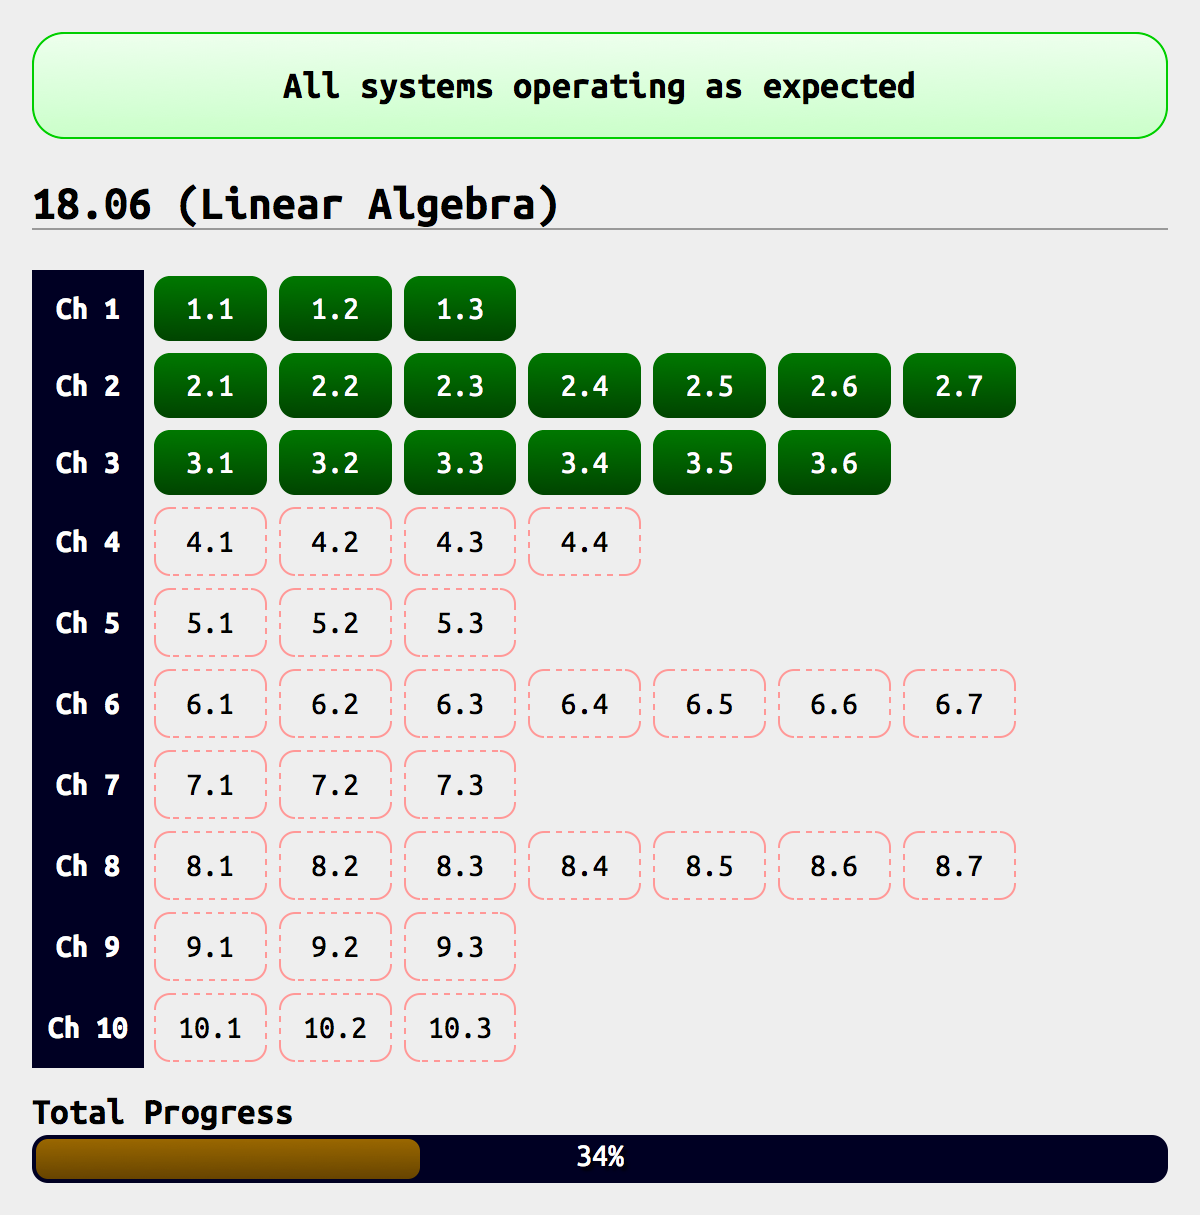 All systems operating as expected
18.06 (Linear Algebra)
Ch 1 1.1 1.2 1.3
Ch 2 2.1 2.2 2.3 2.4 2.5 2.6 2.7
Ch 3 3.1 3.2 3.3 3.4 3.5 3.6
Ch 4 4.1 4.2 4.3 4.4
Ch 5 5.1 5.2 5.3
Ch 6 6.1 6.2 6.3 6.4 6.5 6.6 6.7
Ch 7 7.1 7.2 7.3
Ch 8 8.1 8.2 8.3 8.4 8.5 8.6 8.7
Ch 9 9.1 9.2 9.3
Ch 10 10.1 10.2 10.3
Total Progress
34%